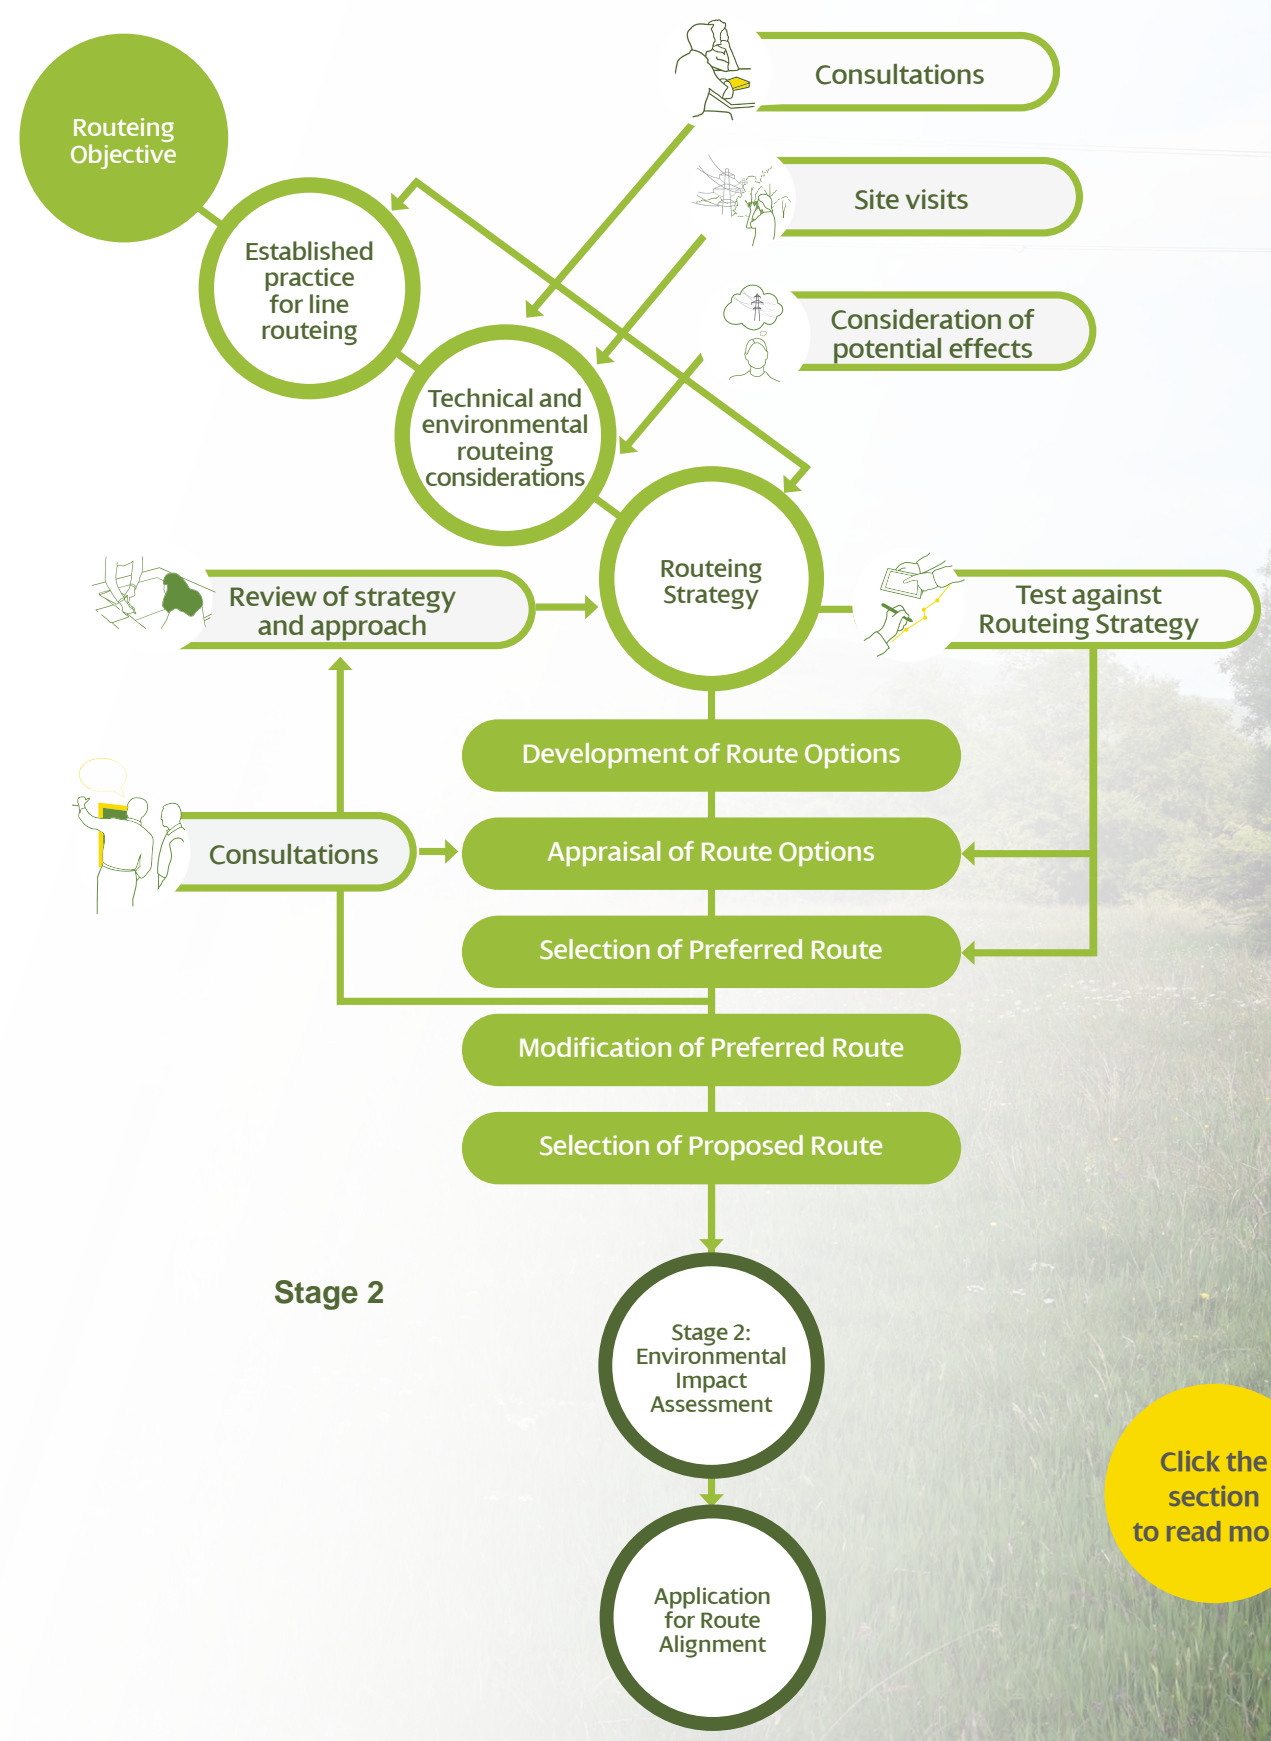 Routeing
Objective
Consultations
Site visits
Consideration of
potential effects
Established
practice
for line
routeing
Technical and
environmental
routeing
considerations
Routeing
Strategy
Review of strategy
and approach
Test against
Routeing Strategy
Development of Route Options
Consultations
Appraisal of Route Options
Selection of Preferred Route
Modification of Preferred Route
Selection of Proposed Route
Stage 2
Stage 2:
Environmental
Impact
Assessment
Click the
section
to read mo
Application
for Route
Alignment